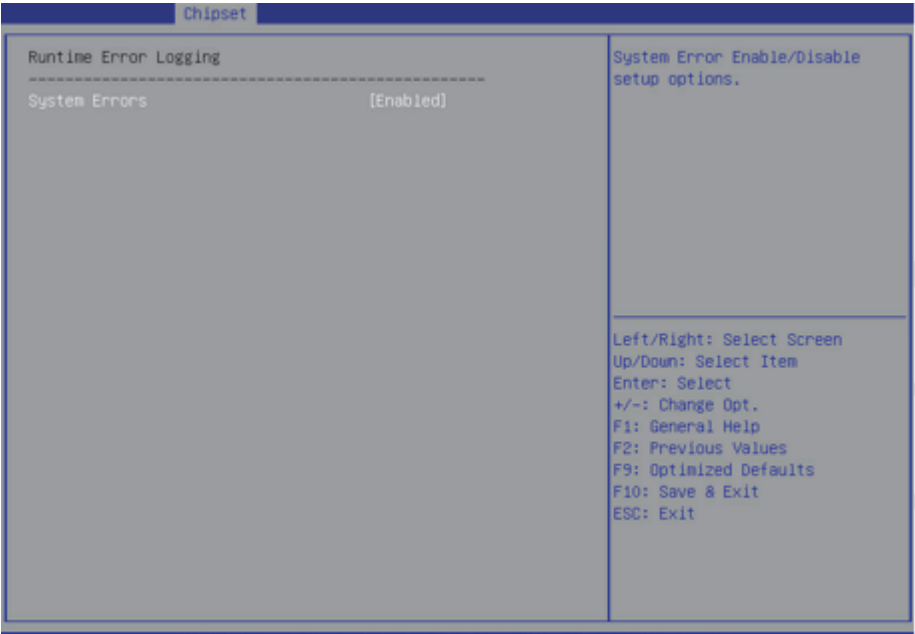 Chipset
Runtime Error Logging
--------------------------------------------------
System Errors [Enabled]
System Error Enable/Disable
setup options.
Left/Right: Select Screen
Up/Down: Select Item
Enter: Select
+/-: Change Opt.
F1: General Help
F2: Previous Values
F9: Optimized Defaults
F10: Save & Exit
ESC: Exit